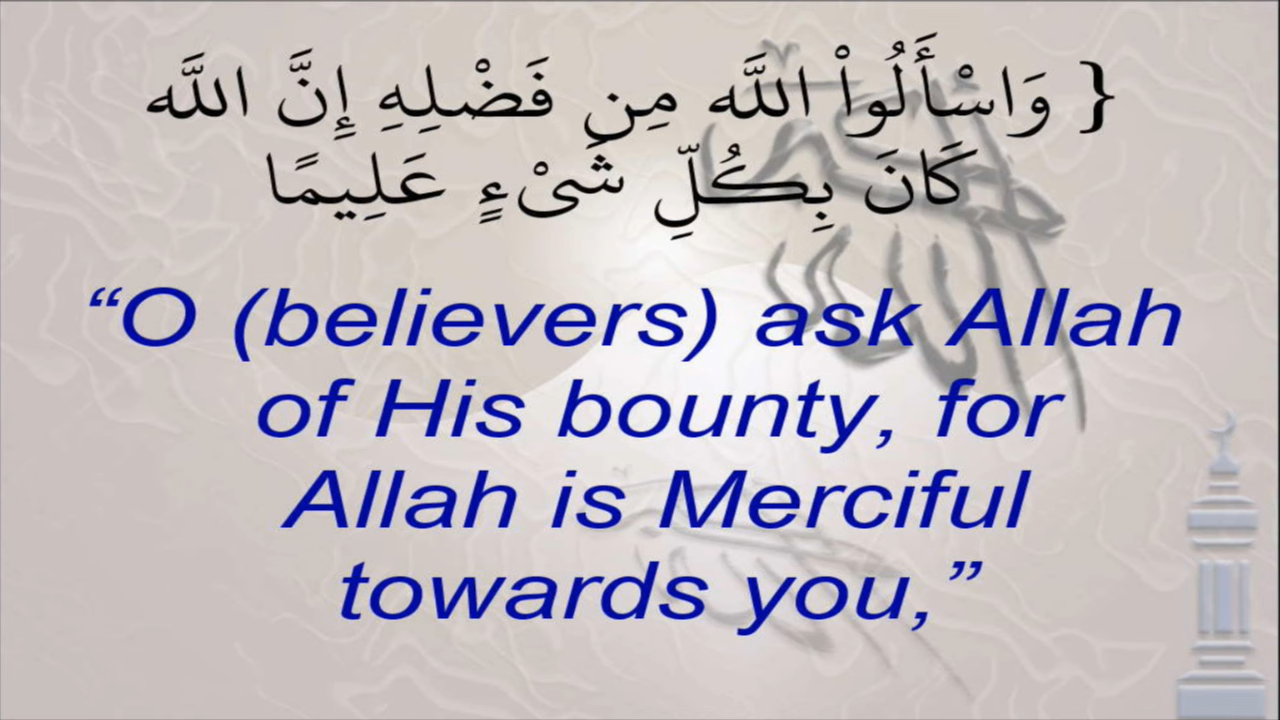 { وَاسْأَلُواْ اللَّه مِن فَضْلِهِ إِنَّ اللَّه
كَانَ بِكُلِّ شَىْءٍ عَلِيمًا
“O (believers) ask Allah
of His bounty, for
Allah is Merciful
towards you,”